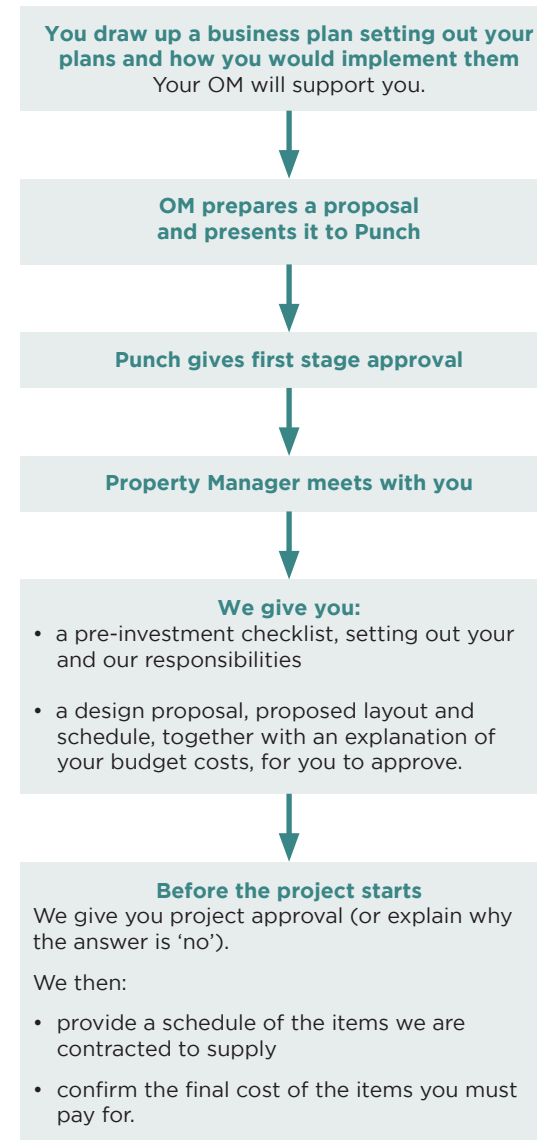 You draw up a business plan setting out your
plans and how you would implement them
Your OM will support you.
OM prepares a proposal
and presents it to Punch
Punch gives first stage approval
Property Manager meets with you
We give you:
• a pre-investment checklist, setting out your
and our responsibilities
• a design proposal, proposed layout and
schedule, together with an explanation of
your budget costs, for you to approve.
Before the project starts
We give you project approval (or explain why
the answer is ‘no’).
We then:
• provide a schedule of the items we are
contracted to supply
• confirm the final cost of the items you must
pay for.